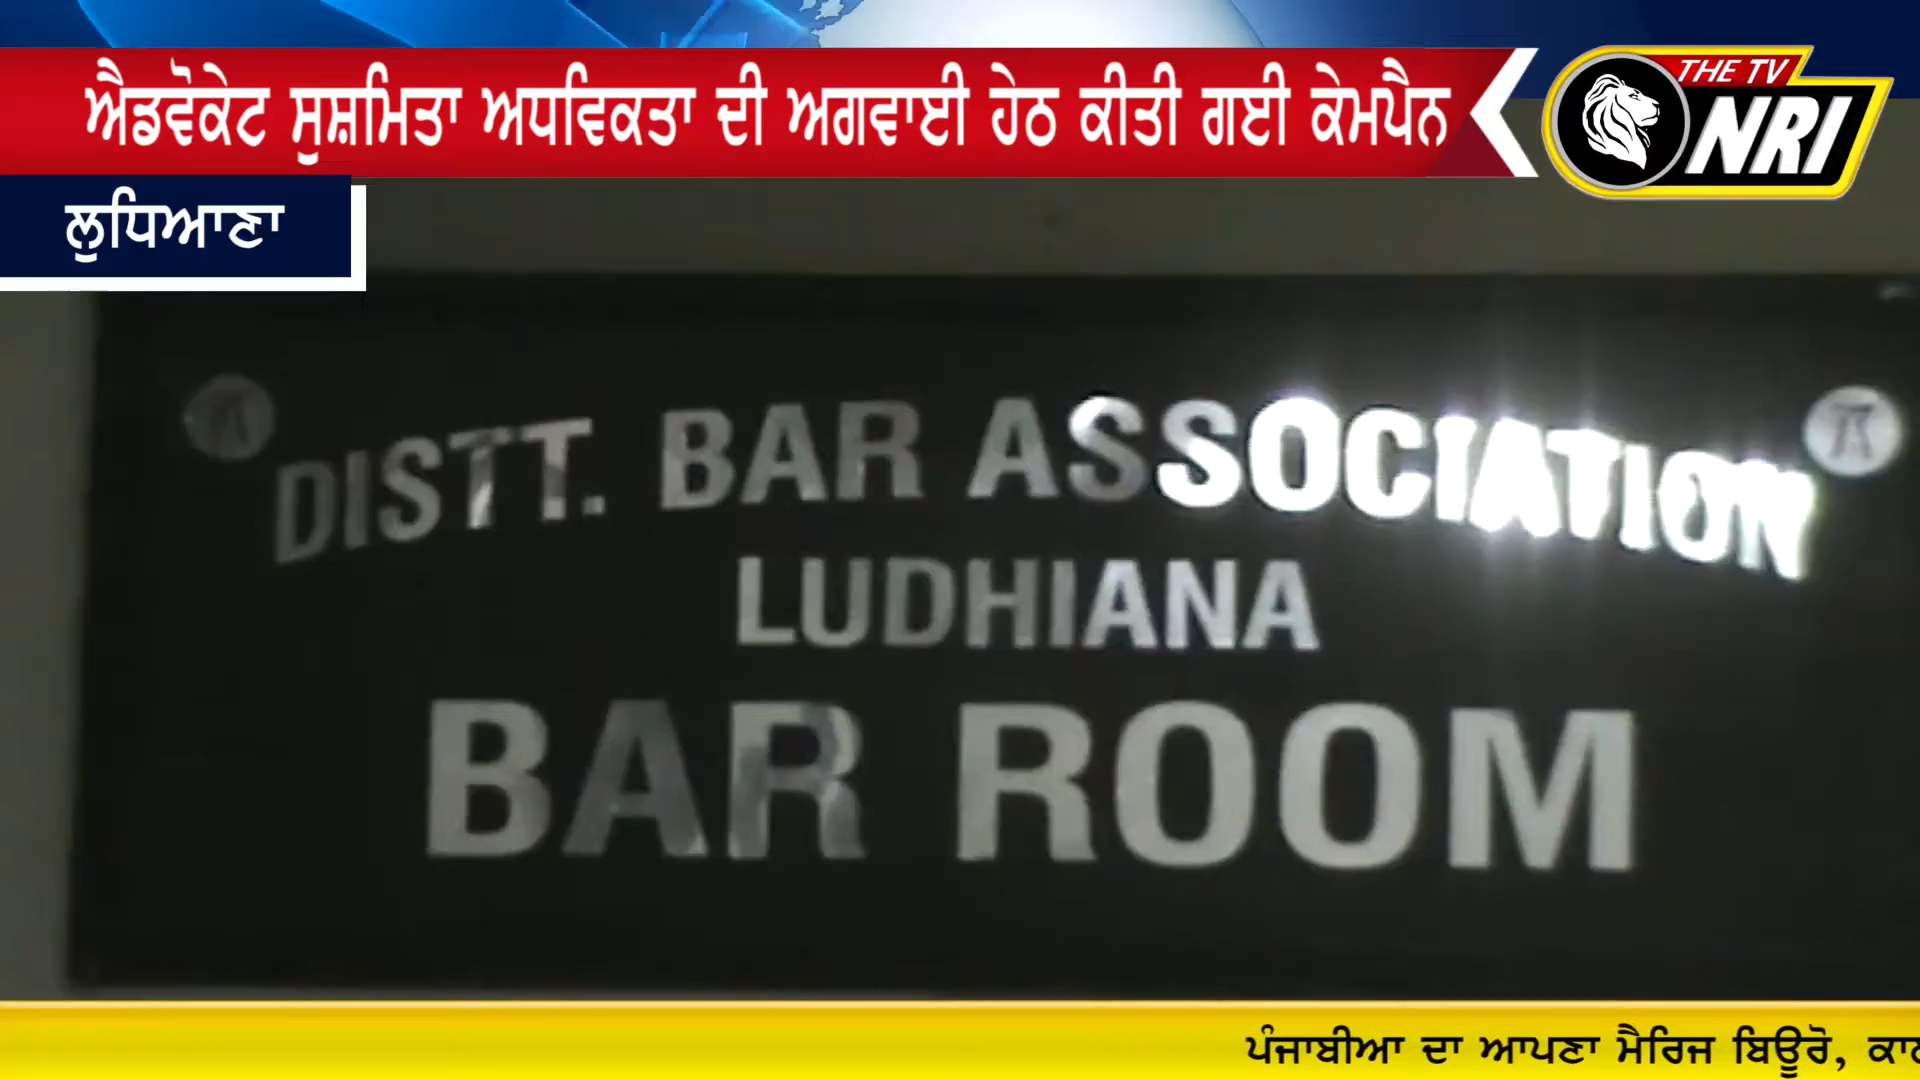 ਐਡਵੋਕੇਟ ਸੁਸ਼ਮਿਤਾ ਅਧਵਿਕਤਾ ਦੀ ਅਗਵਾਈ ਹੇਠ ਕੀਤੀ ਗਈ ਕੇਮਪੈਨ
THE TV
NRI
ਲੁਧਿਆਣਾ
DISTT. BAR ASSOCIATION
LUDHIANA
BAR ROOM
ਪੰਜਾਬੀਆ ਦਾ ਆਪਣਾ ਮੈਰਿਜ ਬਿਊਰੋ,